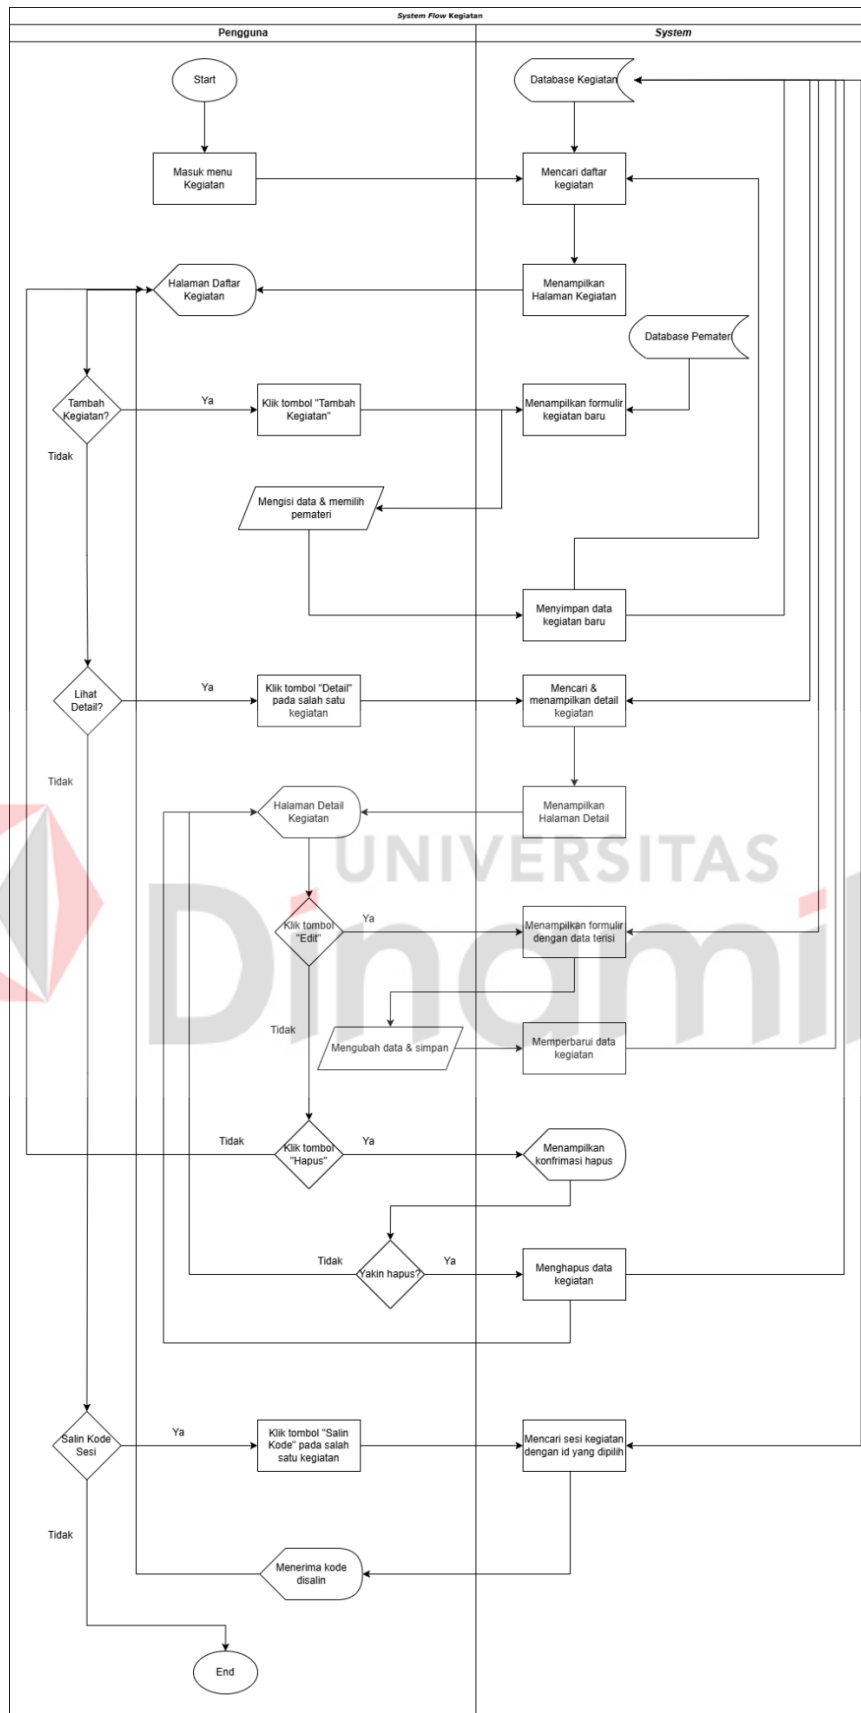 System Flow Kegiatan
Pengguna
System
Start
Database Kegiatan
Masuk menu
Kegiatan
Mencari daftar
kegiatan
Halaman Daftar
Kegiatan
Menampilkan
Halaman Kegiatan
Database Pemateri
Tambah
Kegiatan?
Ya
Klik tombol "Tambah
Kegiatan"
Menampilkan formulir
kegiatan baru
Tidak
Mengisi data & memilih
pemateri
Menyimpan data
kegiatan baru
Lihat
Detail?
Ya
Klik tombol "Detail"
pada salah satu
kegiatan
Mencari &
menampilkan detail
kegiatan
Tidak
Halaman Detail
Kegiatan
Menampilkan
Halaman Detail
UNIVERSITAS
Dinamik
Klik tombol
"Edit"
Ya
Menampilkan formulir
dengan data terisi
Tidak
Mengubah data & simpan
Memperbarui data
kegiatan
Tidak
Klik tombol
"Hapus"
Ya
Menampilkan
konfrimasi hapus
Tidak
Yakin hapus?
Ya
Menghapus data
kegiatan
Salin Kode
Sesi
Ya
Klik tombol "Salin
Kode" pada salah
satu kegiatan
Mencari sesi kegiatan
dengan id yang dipilih
Tidak
Menerima kode
disalin
End